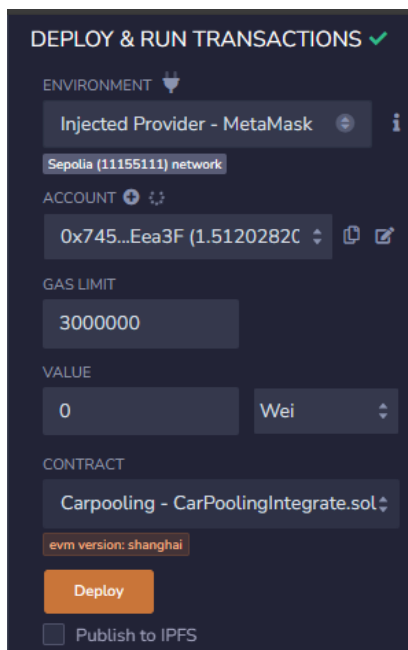 DEPLOY & RUN TRANSACTIONS
ENVIRONMENT
Injected Provider - MetaMask
Sepolia (11155111) network
ACCOUNT
0x745...Eea3F (1.51202820
GAS LIMIT
3000000
VALUE
0 Wei
CONTRACT
Carpooling - CarPoolingIntegrate.sol
evm version: shanghai
Deploy
Publish to IPFS